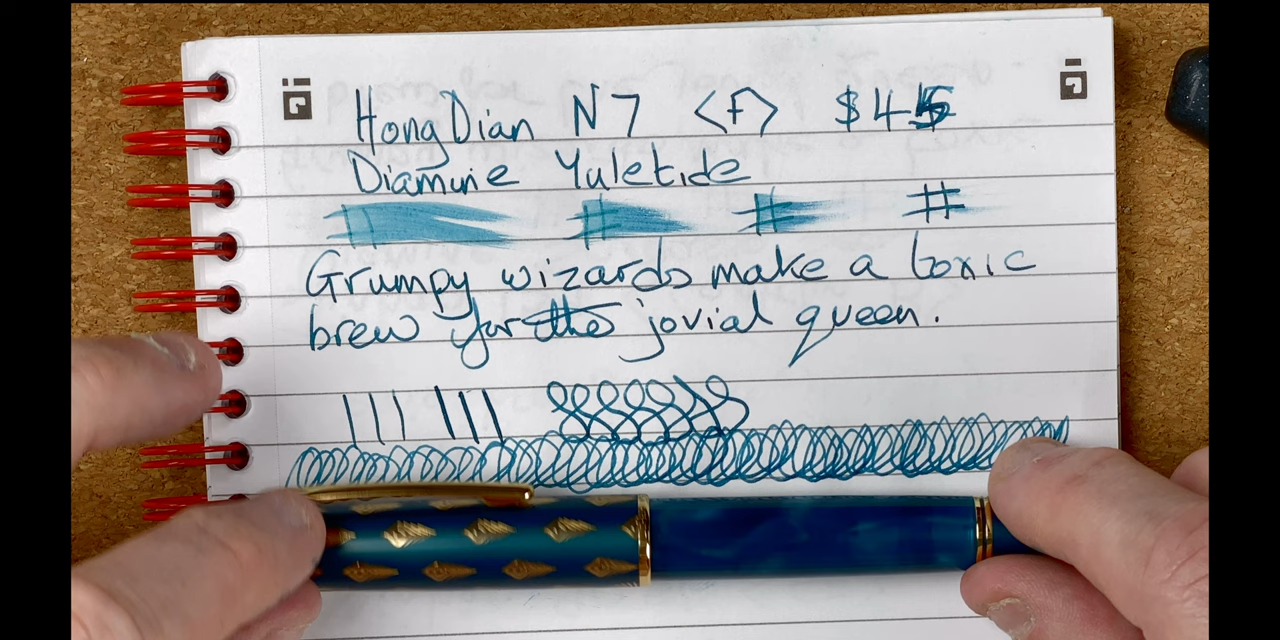 HongDian N7 <F> $45
Diamine Yuletide
Grumpy wizards make a toxic
brew for the jovial queen.